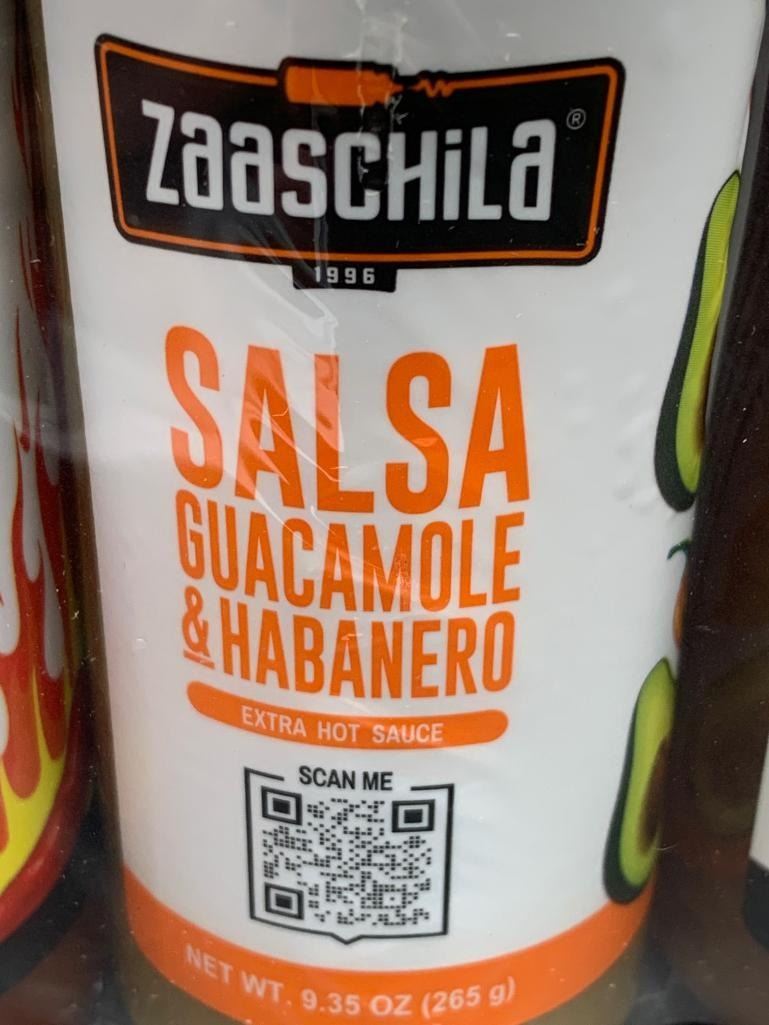 zaaSCHiLa®
1996
SALSA
GUACAMOLE
& HABANERO
EXTRA HOT SAUCE
SCAN ME
NET WT. 9.35 OZ (265 g)